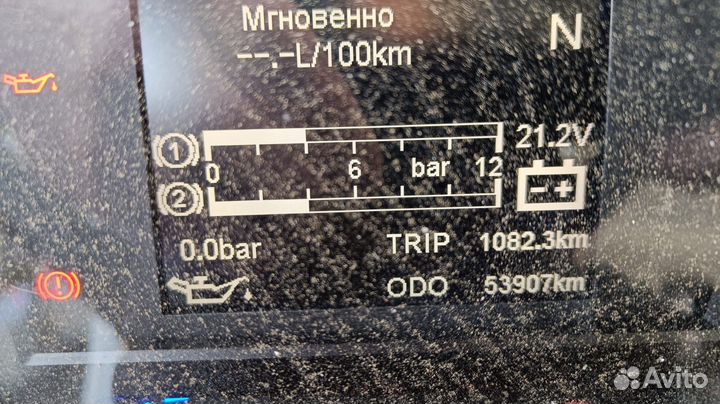 Мгновенно
N
--.-L/100km
1
21.2V
0 6 bar 12
2
0.0bar TRIP 1082.3km
ODO 53907km
Avito